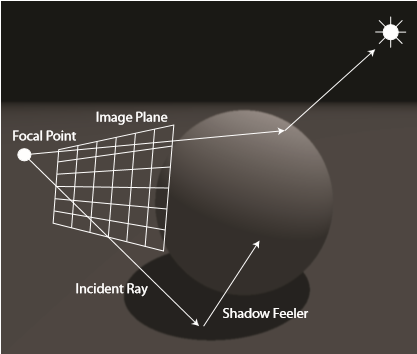 Image Plane
Focal Point
Incident Ray
Shadow Feeler